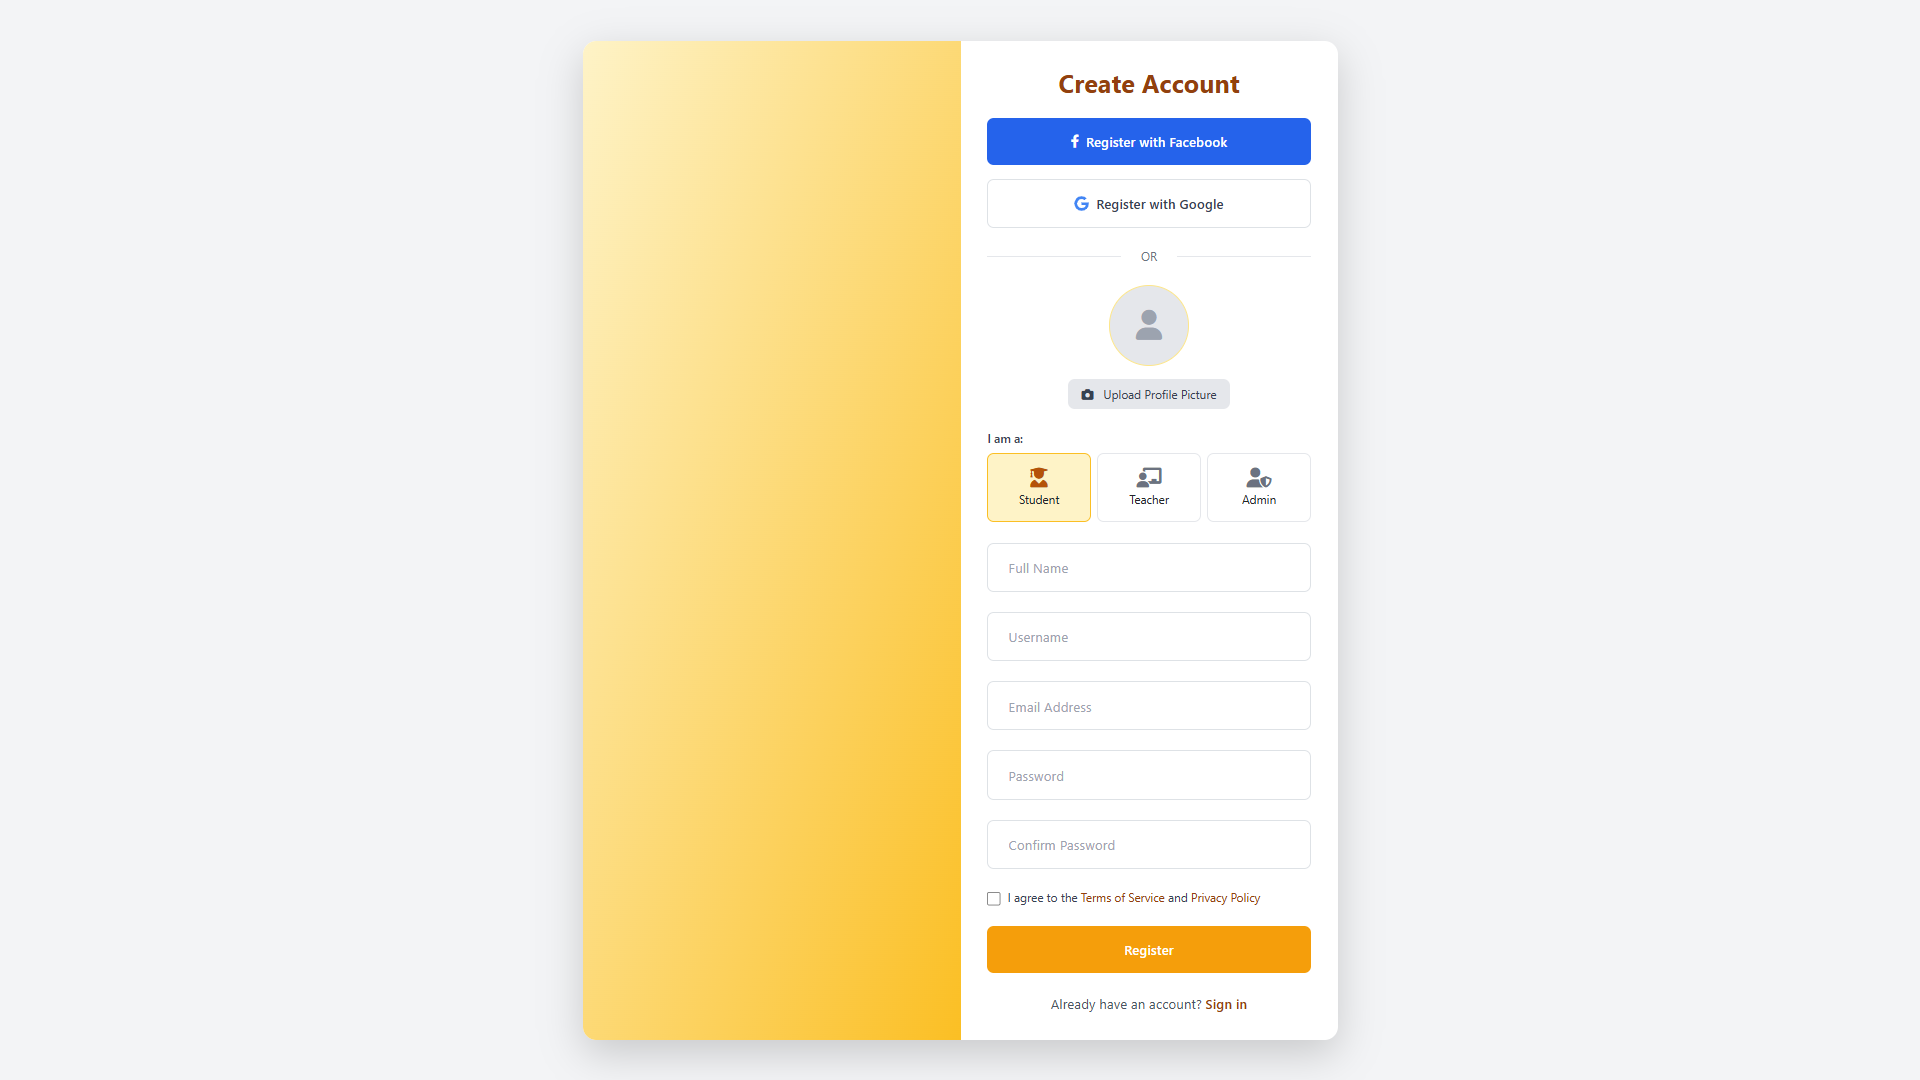 Create Account
Register with Facebook
Register with Google
OR
Upload Profile Picture
I am a:
Student
Teacher
Admin
Full Name
Username
Email Address
Password
Confirm Password
I agree to the Terms of Service and Privacy Policy
Register
Already have an account? Sign in